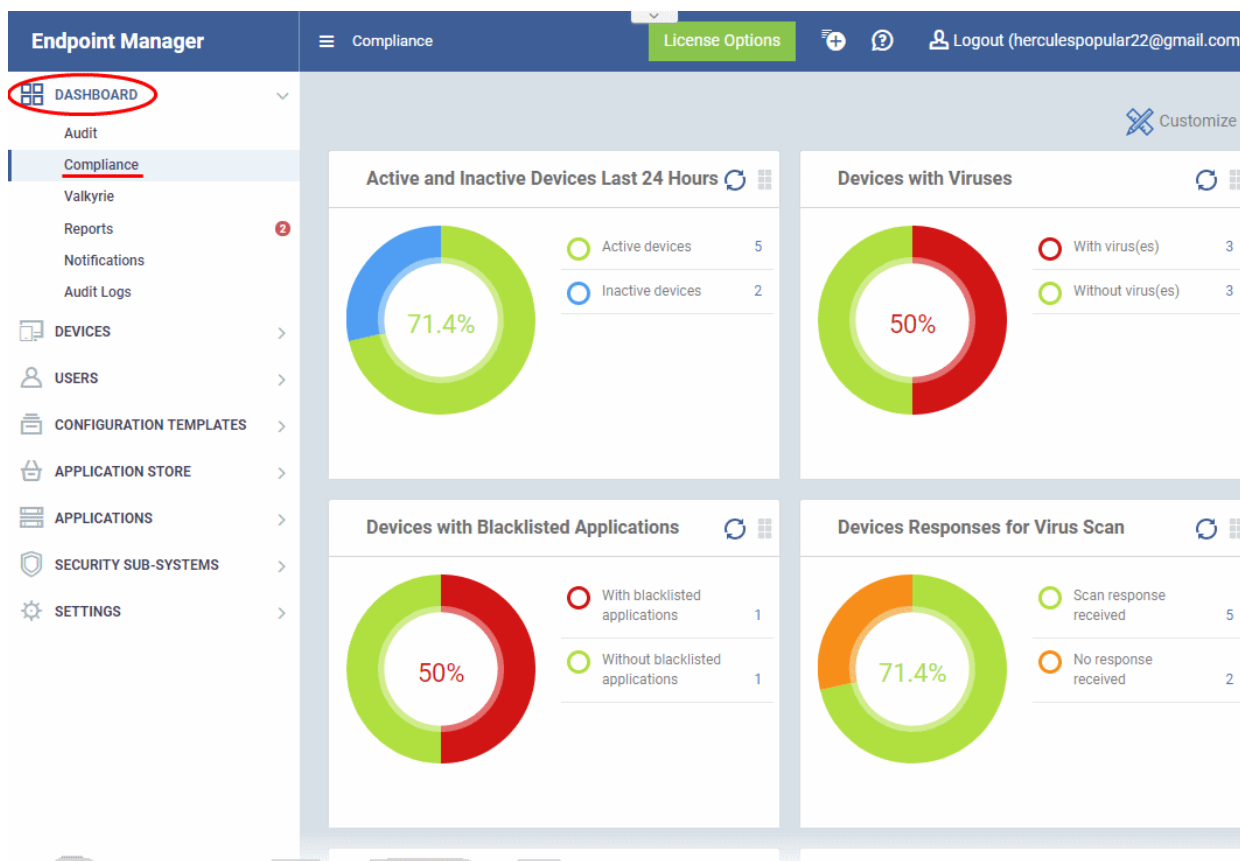 Endpoint Manager
Compliance
License Options
Logout (herculespopular22@gmail.com
DASHBOARD
Audit
Compliance
Valkyrie
Reports 2
Notifications
Audit Logs
DEVICES
USERS
CONFIGURATION TEMPLATES
APPLICATION STORE
APPLICATIONS
SECURITY SUB-SYSTEMS
SETTINGS
Customize
Active and Inactive Devices Last 24 Hours
71.4%
Active devices 5
Inactive devices 2
Devices with Viruses
50%
With virus(es) 3
Without virus(es) 3
Devices with Blacklisted Applications
50%
With blacklisted
applications 1
Without blacklisted
applications 1
Devices Responses for Virus Scan
71.4%
Scan response
received 5
No response
received 2